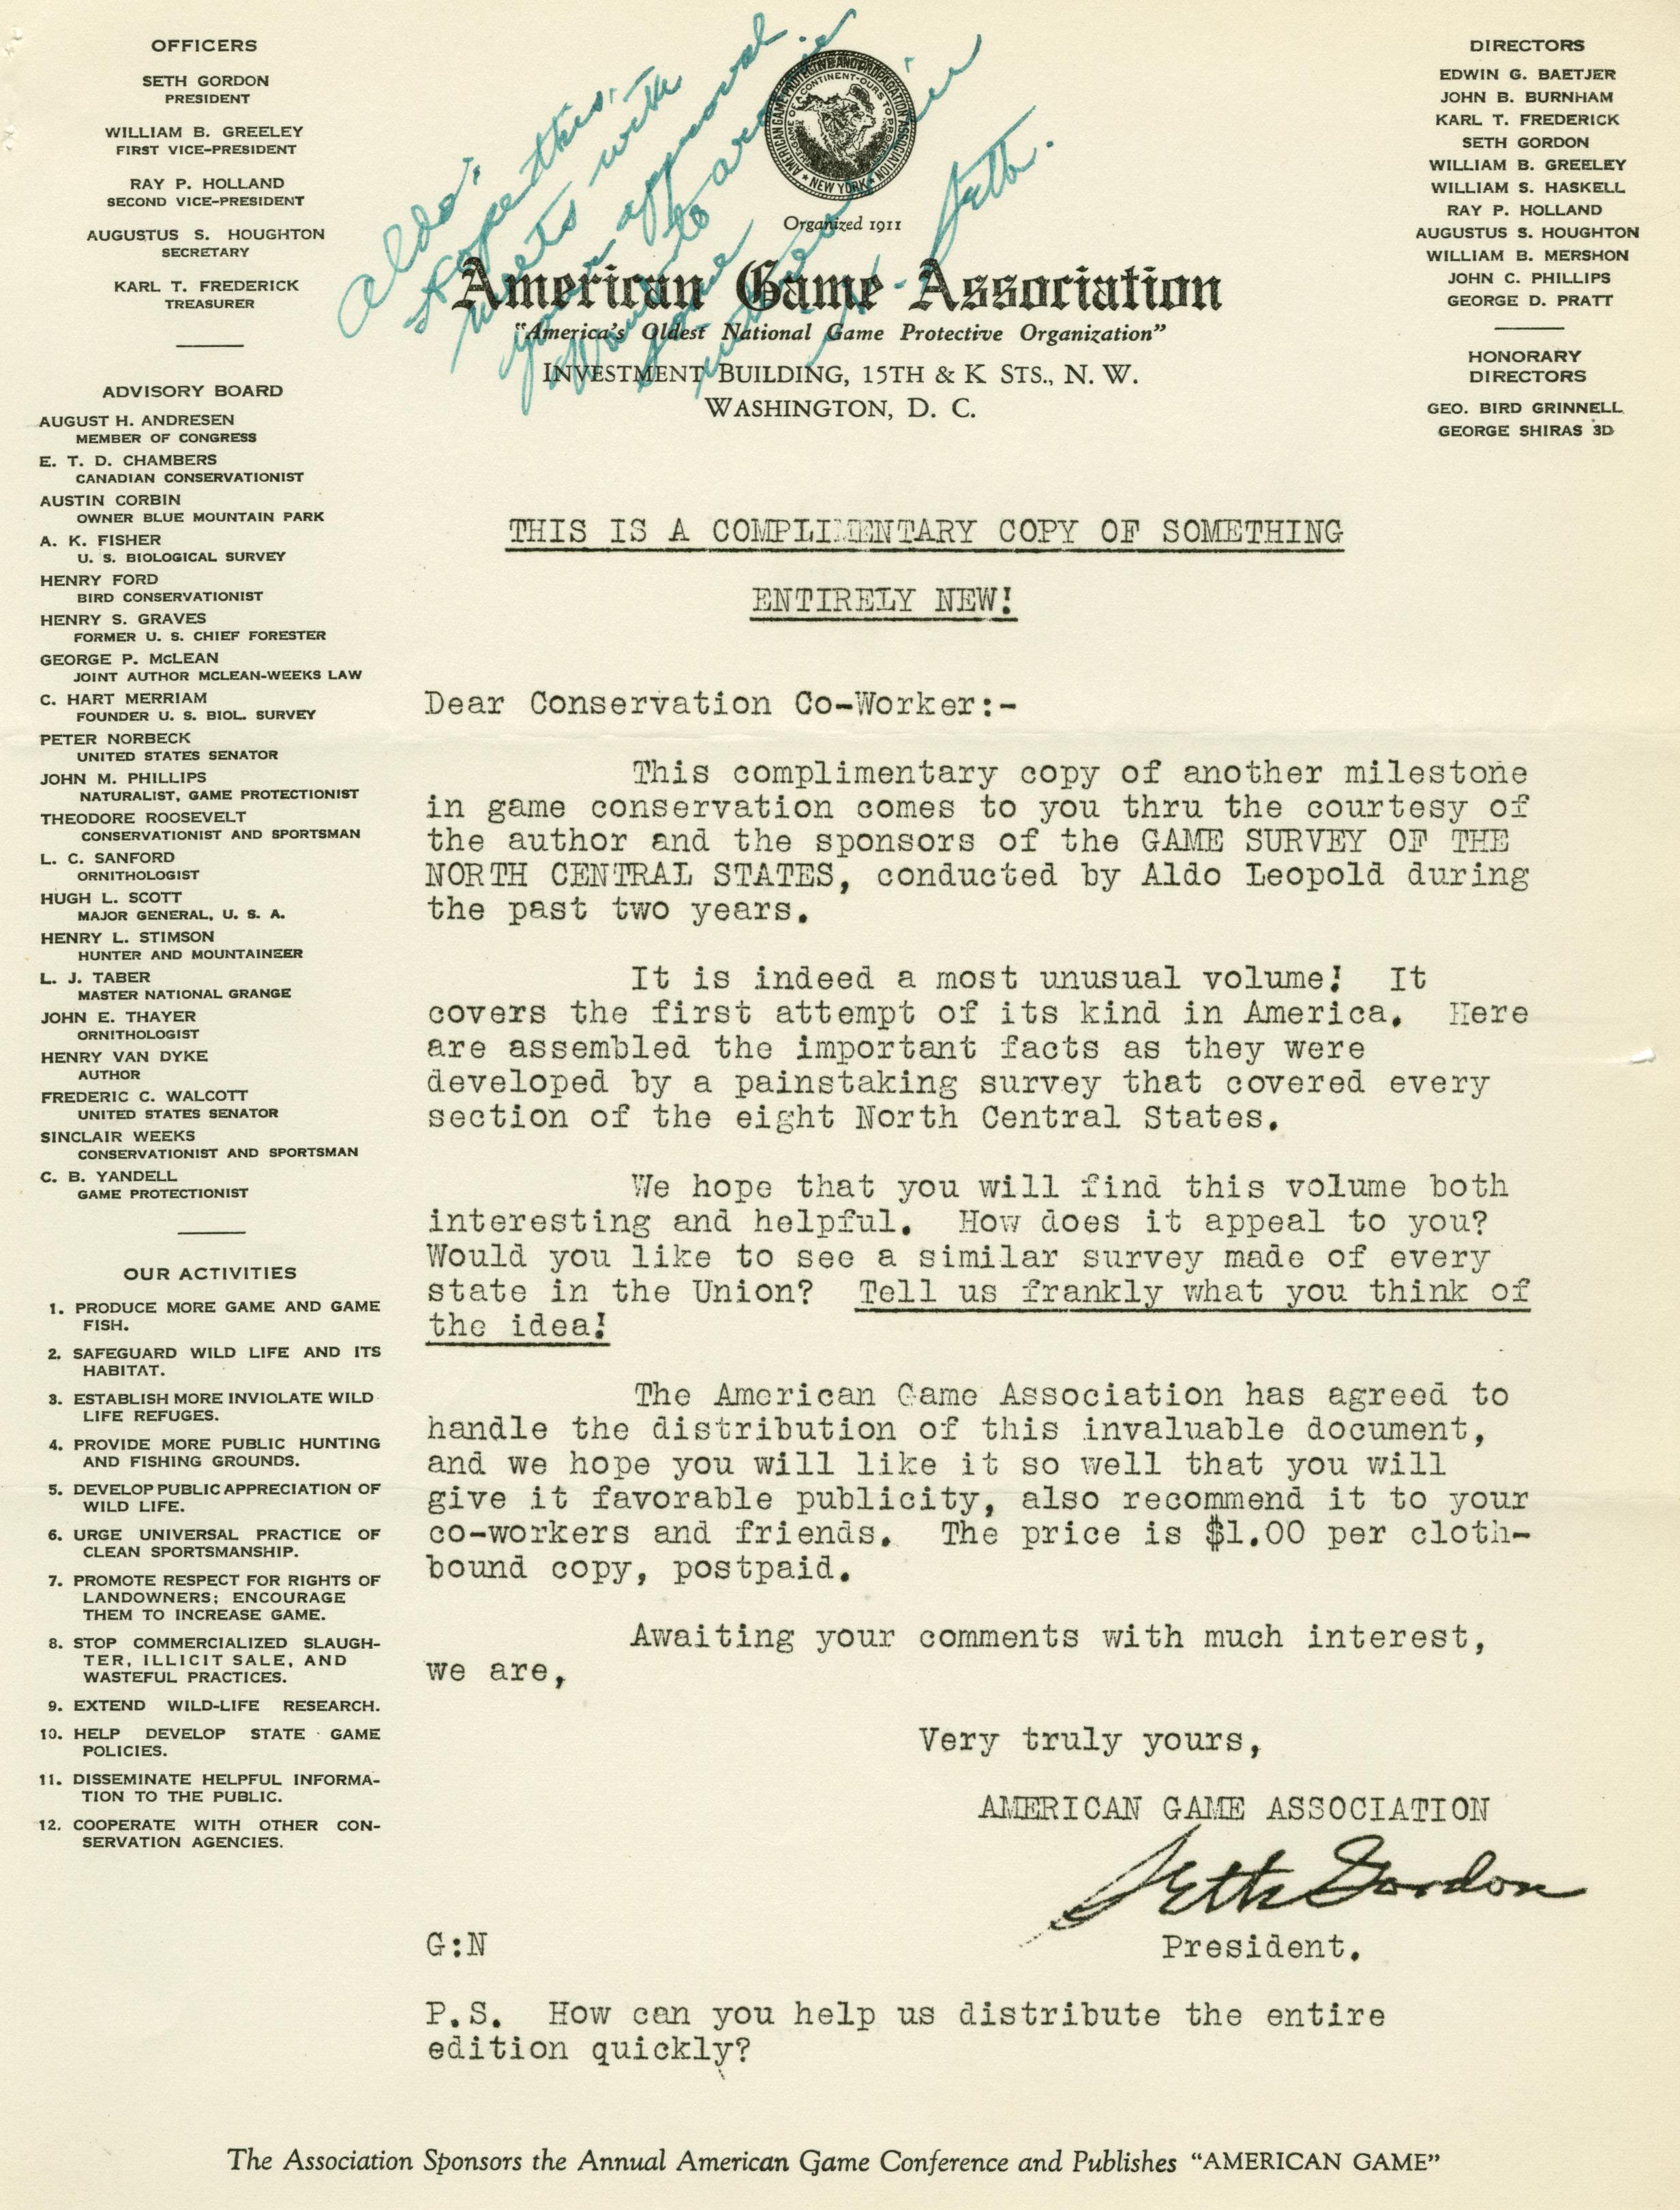 OFFICERS
SETH GORDON
PRESIDENT
WILLIAM B. GREELEY
FIRST VICE-PRESIDENT
RAY P. HOLLAND
SECOND VICE-PRESIDENT
AUGUSTUS S. HOUGHTON
SECRETARY
KARL T. FREDERICK
TREASURER
ADVISORY BOARD
AUGUST H. ANDRESEN
MEMBER OF CONGRESS
E. T. D. CHAMBERS
CANADIAN CONSERVATIONIST
AUSTIN CORBIN
OWNER BLUE MOUNTAIN PARK
A. K. FISHER
U. S. BIOLOGICAL SURVEY
HENRY FORD
BIRD CONSERVATIONIST
HENRY S. GRAVES
FORMER U. S. CHIEF FORESTER
GEORGE P. McLEAN
JOINT AUTHOR MCLEAN-WEEKS LAW
C. HART MERRIAM
FOUNDER U. S. BIOL. SURVEY
PETER NORBECK
UNITED STATES SENATOR
JOHN M. PHILLIPS
NATURALIST, GAME PROTECTIONIST
THEODORE ROOSEVELT
CONSERVATIONIST AND SPORTSMAN
L. C. SANFORD
ORNITHOLOGIST
HUGH L. SCOTT
MAJOR GENERAL, U. S. A.
HENRY L. STIMSON
HUNTER AND MOUNTAINEER
L. J. TABER
MASTER NATIONAL GRANGE
JOHN E. THAYER
ORNITHOLOGIST
HENRY VAN DYKE
AUTHOR
FREDERIC C. WALCOTT
UNITED STATES SENATOR
SINCLAIR WEEKS
CONSERVATIONIST AND SPORTSMAN
C. B. YANDELL
GAME PROTECTIONIST
OUR ACTIVITIES
1. PRODUCE MORE GAME AND GAME
FISH.
2. SAFEGUARD WILD LIFE AND ITS
HABITAT.
3. ESTABLISH MORE INVIOLATE WILD
LIFE REFUGES.
4. PROVIDE MORE PUBLIC HUNTING
AND FISHING GROUNDS.
5. DEVELOP PUBLIC APPRECIATION OF
WILD LIFE.
6. URGE UNIVERSAL PRACTICE OF
CLEAN SPORTSMANSHIP.
7. PROMOTE RESPECT FOR RIGHTS OF
LANDOWNERS; ENCOURAGE
THEM TO INCREASE GAME.
8. STOP COMMERCIALIZED SLAUGH-
TER, ILLICIT SALE, AND
WASTEFUL PRACTICES.
9. EXTEND WILD-LIFE RESEARCH.
10. HELP DEVELOP STATE GAME
POLICIES.
11. DISSEMINATE HELPFUL INFORMA-
TION TO THE PUBLIC.
12. COOPERATE WITH OTHER CON-
SERVATION AGENCIES.
Aldo:
Hope this
meets with
your approval.
to
some
Seth.
AMERICAN GAME PROTECTIVE AND PROPAGATION ASSOCIATION
NEW YORK
Organized 1911
American Game Association
"America's Oldest National Game Protective Organization"
INVESTMENT BUILDING, 15TH & K STS., N. W.
WASHINGTON, D. C.
DIRECTORS
EDWIN G. BAETJER
JOHN B. BURNHAM
KARL T. FREDERICK
SETH GORDON
WILLIAM B. GREELEY
WILLIAM S. HASKELL
RAY P. HOLLAND
AUGUSTUS S. HOUGHTON
WILLIAM B. MERSHON
JOHN C. PHILLIPS
GEORGE D. PRATT
HONORARY
DIRECTORS
GEO. BIRD GRINNELL
GEORGE SHIRAS 3D
THIS IS A COMPLIMENTARY COPY OF SOMETHING
ENTIRELY NEW!
Dear Conservation Co-Worker:-
This complimentary copy of another milestone
in game conservation comes to you thru the courtesy of
the author and the sponsors of the GAME SURVEY OF THE
NORTH CENTRAL STATES, conducted by Aldo Leopold during
the past two years.
It is indeed a most unusual volume! It
covers the first attempt of its kind in America. Here
are assembled the important facts as they were
developed by a painstaking survey that covered every
section of the eight North Central States.
We hope that you will find this volume both
interesting and helpful. How does it appeal to you?
Would you like to see a similar survey made of every
state in the Union? Tell us frankly what you think of
the idea!
The American Game Association has agreed to
handle the distribution of this invaluable document,
and we hope you will like it so well that you will
give it favorable publicity, also recommend it to your
co-workers and friends. The price is $1.00 per cloth-
bound copy, postpaid.
Awaiting your comments with much interest,
we are,
Very truly yours,
AMERICAN GAME ASSOCIATION
Seth Gordon
G:N
President.
P.S. How can you help us distribute the entire
edition quickly?
The Association Sponsors the Annual American Game Conference and Publishes "AMERICAN GAME"